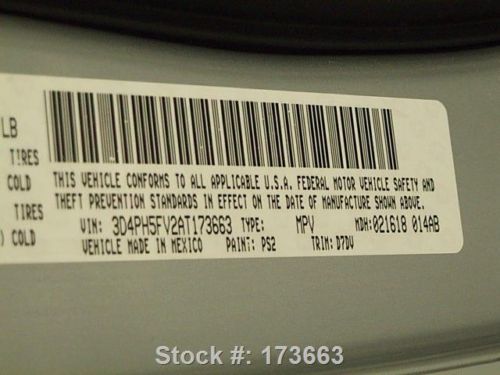 LB
TIRES
COLD
THIS VEHICLE CONFORMS TO ALL APPLICABLE U.S.A. FEDERAL MOTOR VEHICLE SAFETY AND
THEFT PREVENTION STANDARDS IN EFFECT ON THE DATE OF MANUFACTURE SHOWN ABOVE.
TIRES
VIN: 3D4PH5FV2AT173663 TYPE: MPV MDH:021618 014AB
) COLD
VEHICLE MADE IN MEXICO PAINT: PS2 TRIM: D7DV
Stock #: 173663